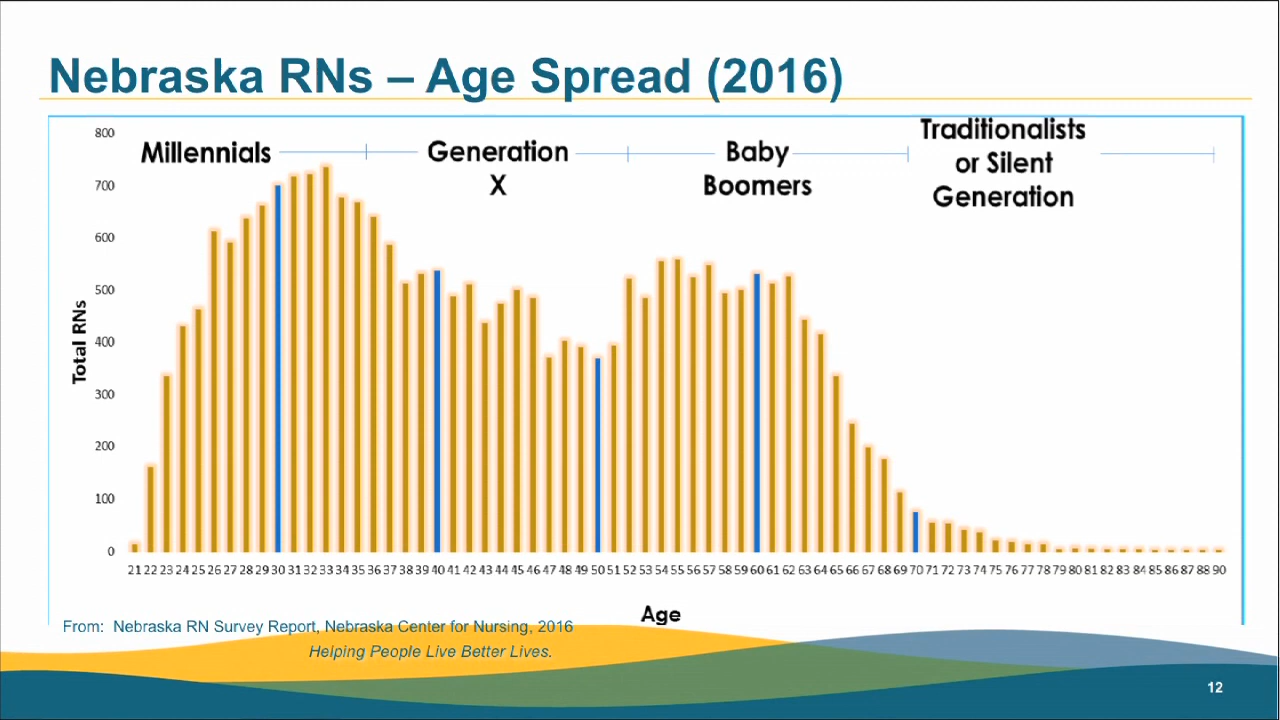 Nebraska RNs – Age Spread (2016)
Millennials
Generation
X
Baby
Boomers
Traditionalists
or Silent
Generation
800
700
600
500
400
300
200
100
0
Total RNs
21 22 23 24 25 26 27 28 29 30 31 32 33 34 35 36 37 38 39 40 41 42 43 44 45 46 47 48 49 50 51 52 53 54 55 56 57 58 59 60 61 62 63 64 65 66 67 68 69 70 71 72 73 74 75 76 77 78 79 80 81 82 83 84 85 86 87 88 90
Age
From: Nebraska RN Survey Report, Nebraska Center for Nursing, 2016
Helping People Live Better Lives.
12